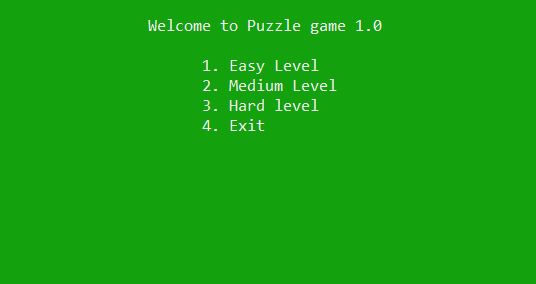 Welcome to Puzzle game 1.0
1. Easy Level
2. Medium Level
3. Hard level
4. Exit